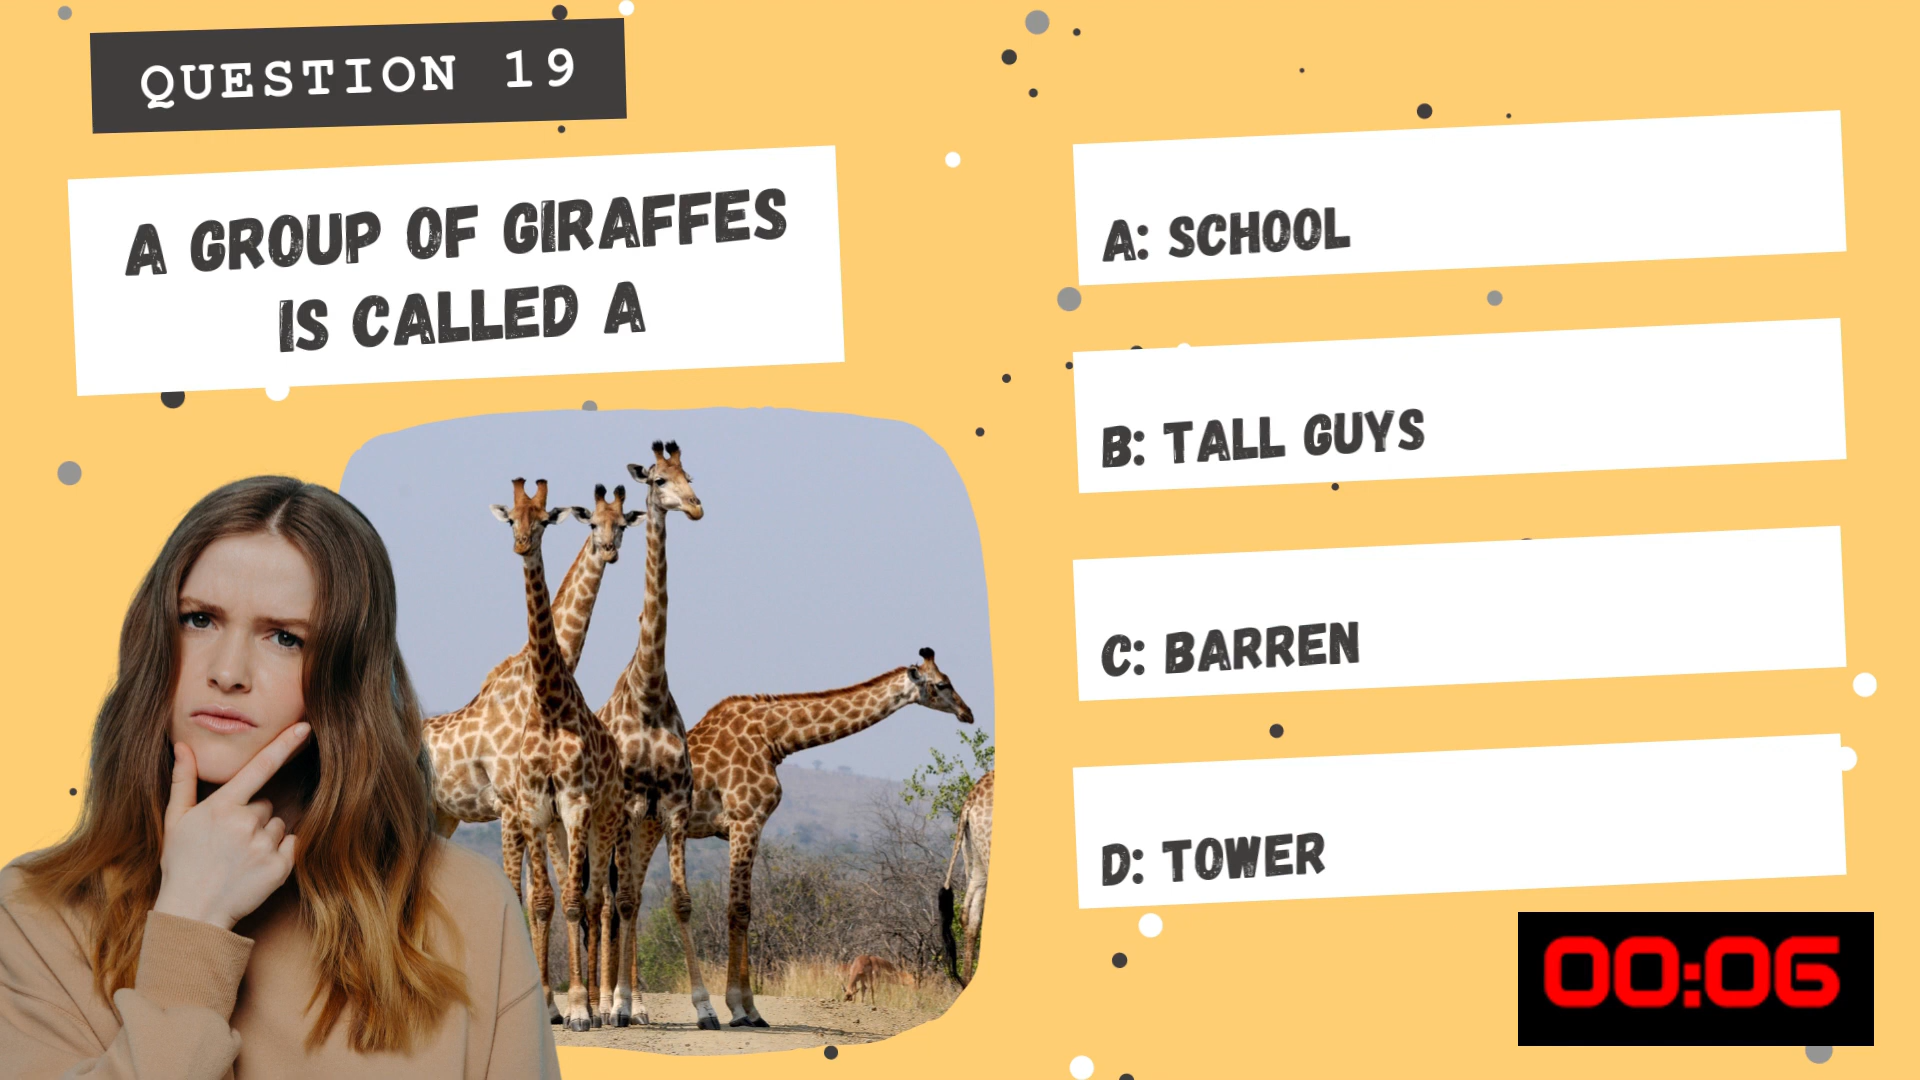 QUESTION 19
A GROUP OF GIRAFFES
IS CALLED A
A: SCHOOL
B: TALL GUYS
C: BARREN
D: TOWER
00:06